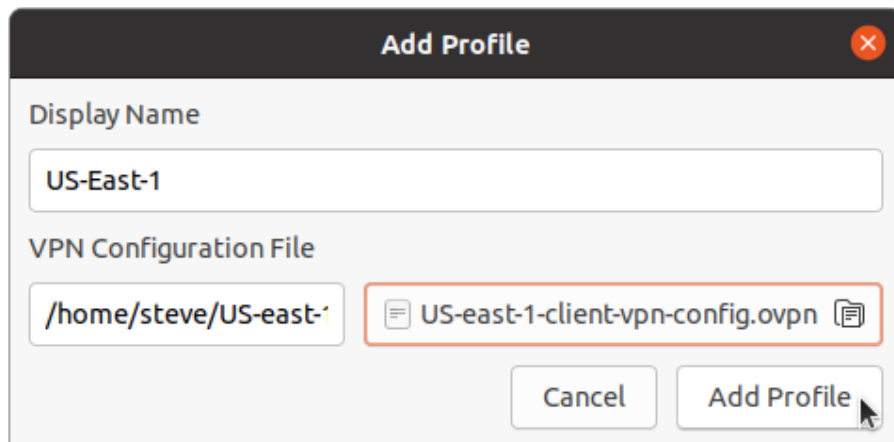 Add Profile
Display Name
US-East-1
VPN Configuration File
/home/steve/US-east-1 US-east-1-client-vpn-config.ovpn
Cancel Add Profile